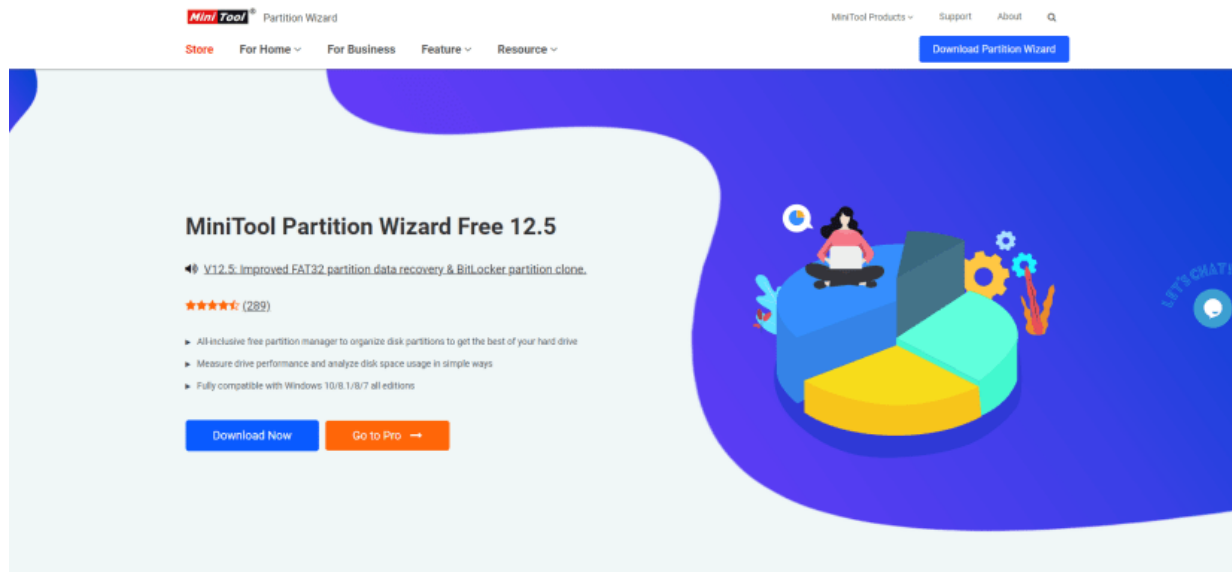 Mini Tool® Partition Wizard
MiniTool Products Support About
Store For Home For Business Feature Resource
Download Partition Wizard
MiniTool Partition Wizard Free 12.5
V12.5: Improved FAT32 partition data recovery & BitLocker partition clone.
(289)
All-inclusive free partition manager to organize disk partitions to get the best of your hard drive
Measure drive performance and analyze disk space usage in simple ways
Fully compatible with Windows 10/8.1/8/7 all editions
Download Now Go to Pro →
LET'S CHAT!